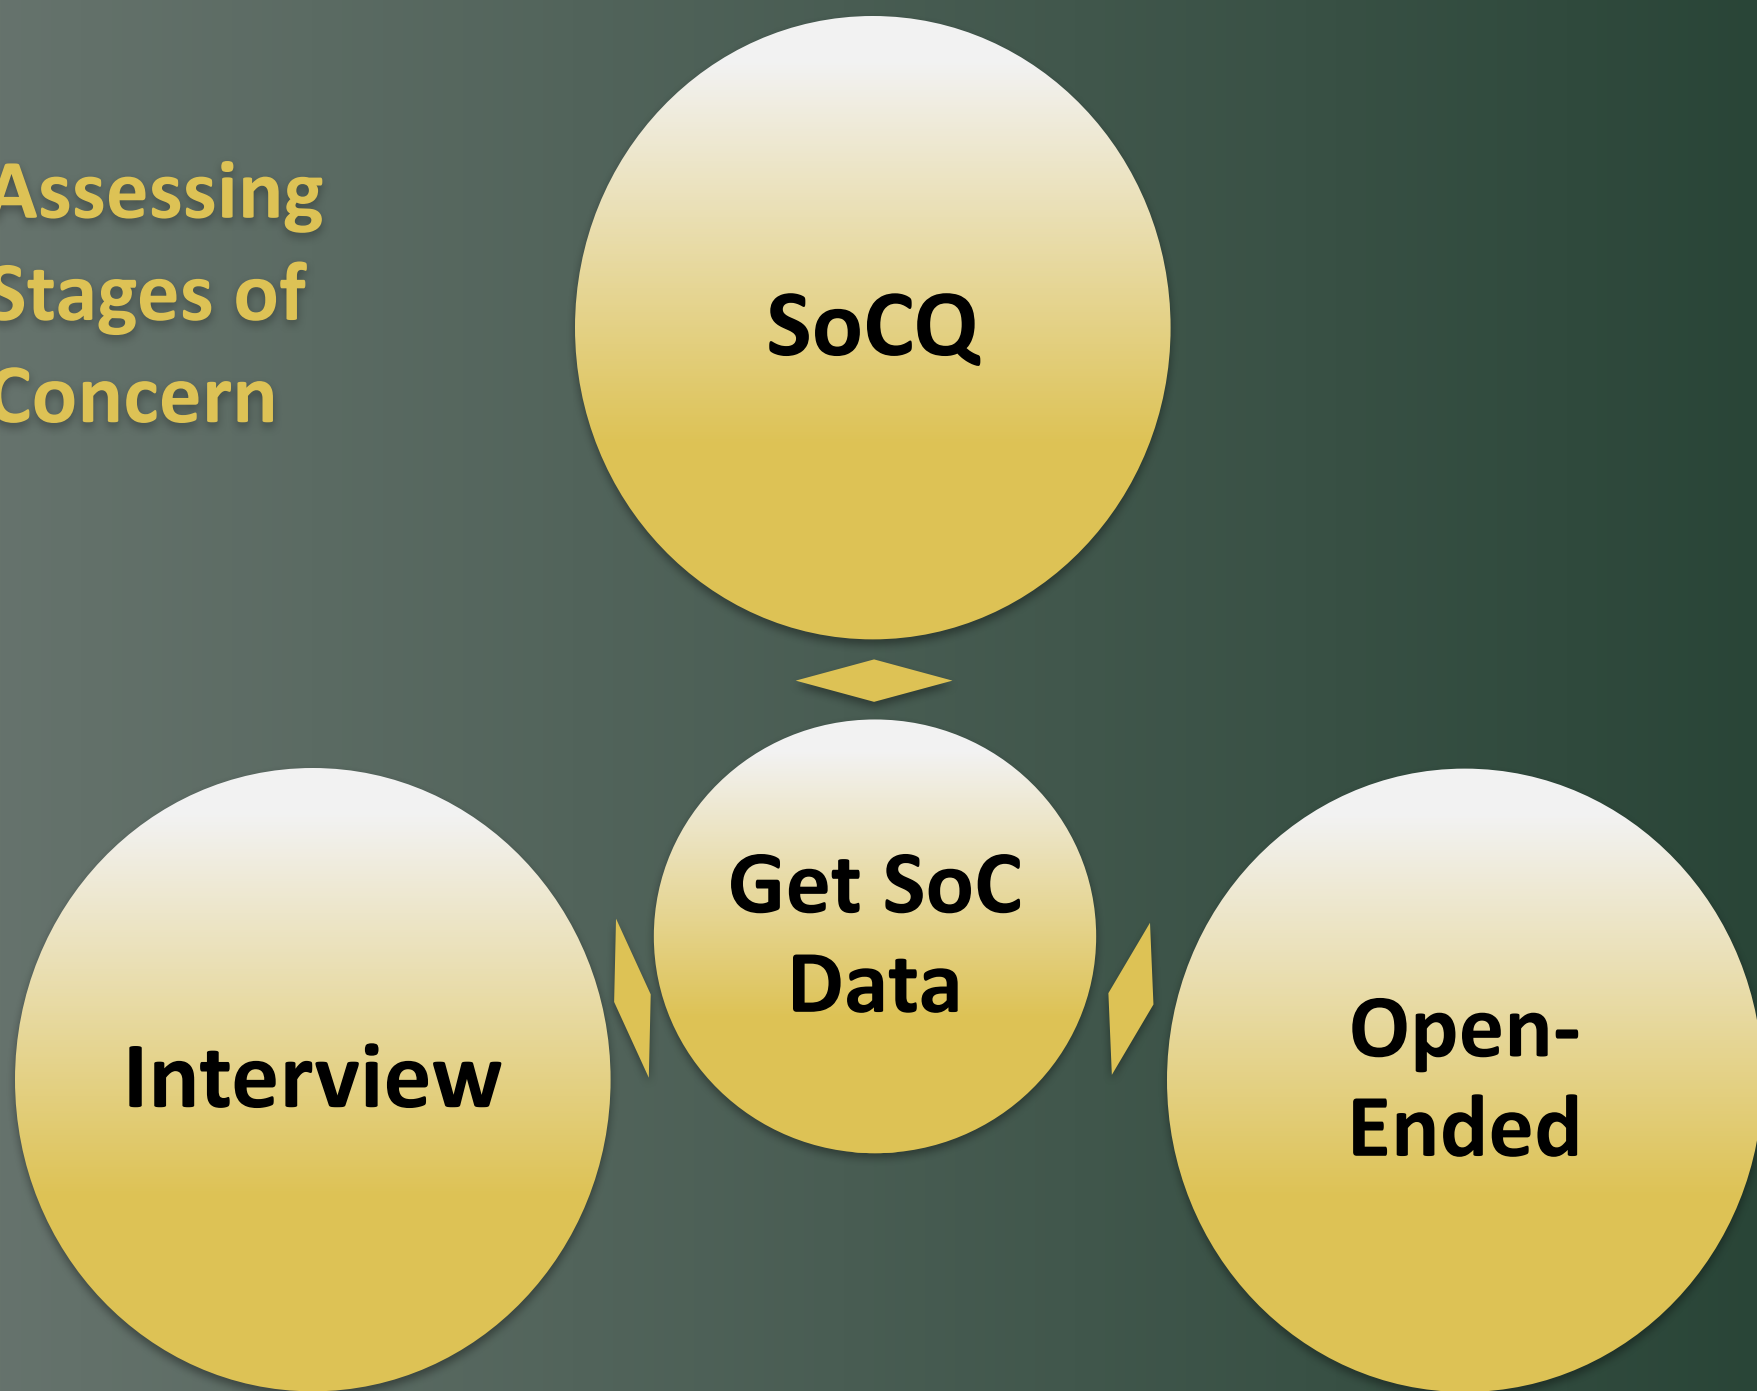 Assessing
Stages of
Concern
SoCQ
Get SoC
Data
Interview
Open-
Ended